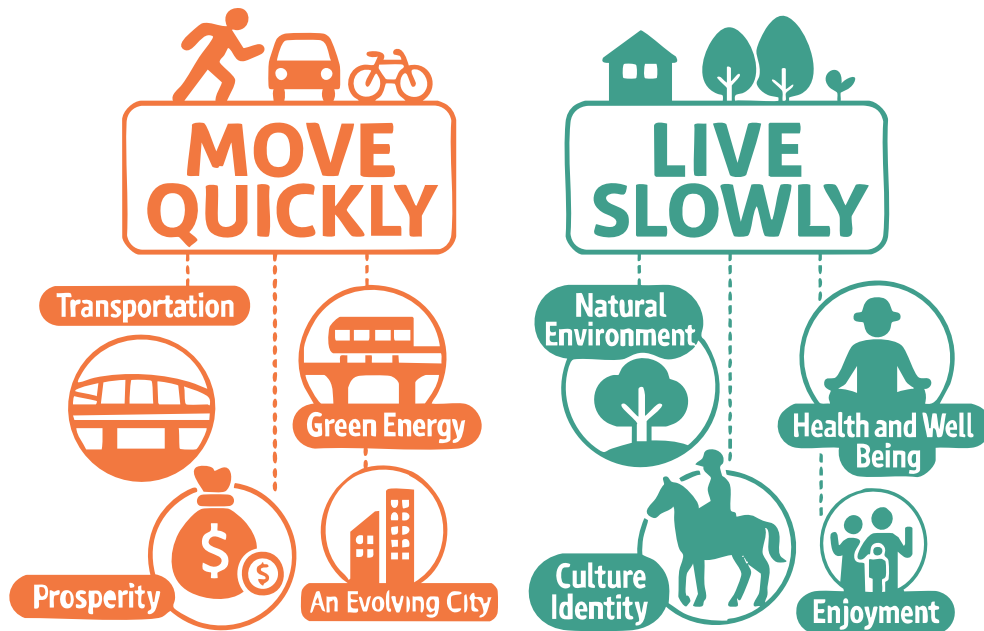 MOVE
QUICKLY
Transportation
Green Energy
$
$
Prosperity
An Evolving City
LIVE
SLOWLY
Natural
Environment
Health and Well
Being
Culture
Identity
Enjoyment